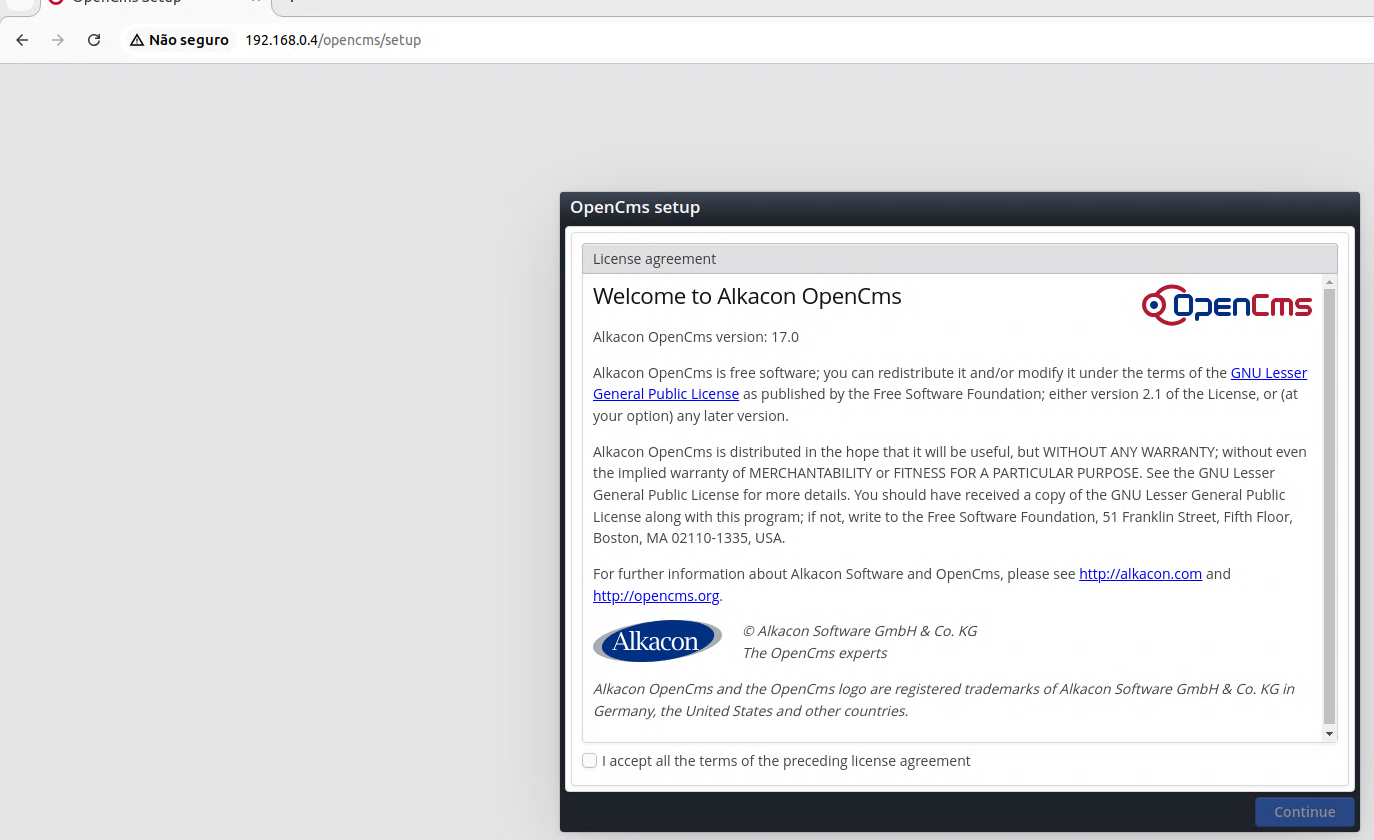 OpenCms Setup
Não seguro 192.168.0.4/opencms/setup
OpenCms setup
License agreement
Welcome to Alkacon OpenCms
OpenCms
Alkacon OpenCms version: 17.0
Alkacon OpenCms is free software; you can redistribute it and/or modify it under the terms of the GNU Lesser
General Public License as published by the Free Software Foundation; either version 2.1 of the License, or (at
your option) any later version.
Alkacon OpenCms is distributed in the hope that it will be useful, but WITHOUT ANY WARRANTY; without even
the implied warranty of MERCHANTABILITY or FITNESS FOR A PARTICULAR PURPOSE. See the GNU Lesser
General Public License for more details. You should have received a copy of the GNU Lesser General Public
License along with this program; if not, write to the Free Software Foundation, 51 Franklin Street, Fifth Floor,
Boston, MA 02110-1335, USA.
For further information about Alkacon Software and OpenCms, please see http://alkacon.com and
http://opencms.org.
Alkacon
© Alkacon Software GmbH & Co. KG
The OpenCms experts
Alkacon OpenCms and the OpenCms logo are registered trademarks of Alkacon Software GmbH & Co. KG in
Germany, the United States and other countries.
I accept all the terms of the preceding license agreement
Continue